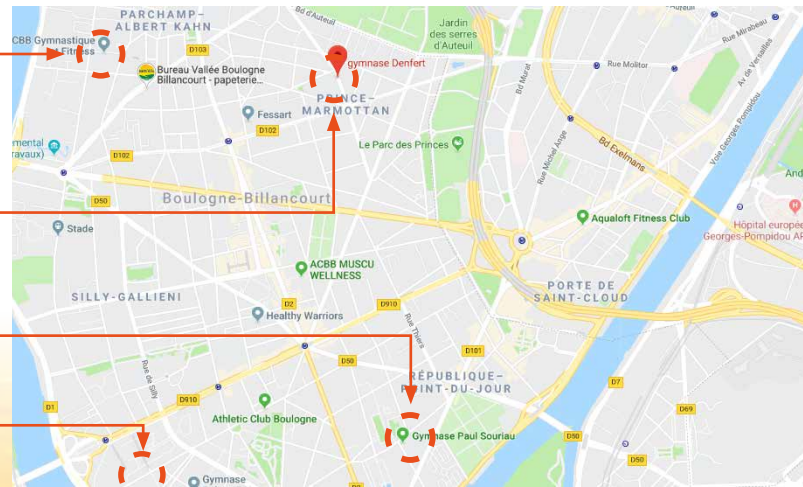 PARCHAMP-
ALBERT KAHN
Bd d'Auteuil
Jardin
des serres
d'Auteuil
Rue Mirabeau
CBB Gymnastique
et Fitness
D103
gymnase Denfert
Rue Molitor
Av. de Versailles
Bureau Vallée Boulogne
Billancourt - papeterie...
Bd Murat
PRINCE-
MARMOTTAN
Fessart
Voie Georges Pompidou
D102
Rue Michel Ange
Bd Exelmans
Le Parc des Princes
D102
D50
Boulogne-Billancourt
Stade
Aqualoft Fitness Club
Hôpital europée
Georges-Pompidou AP
ACBB MUSCU
WELLNESS
SILLY-GALLIENI
D2
D910
PORTE DE
SAINT-CLOUD
Healthy Warriors
Rue Thiers
D101
Rue de Silly
D50
RÉPUBLIQUE-
POINT-DU-JOUR
D7
D1
D910
D69
Athletic Club Boulogne
Gymnase Paul Souriau
D50
D50
Gymnase